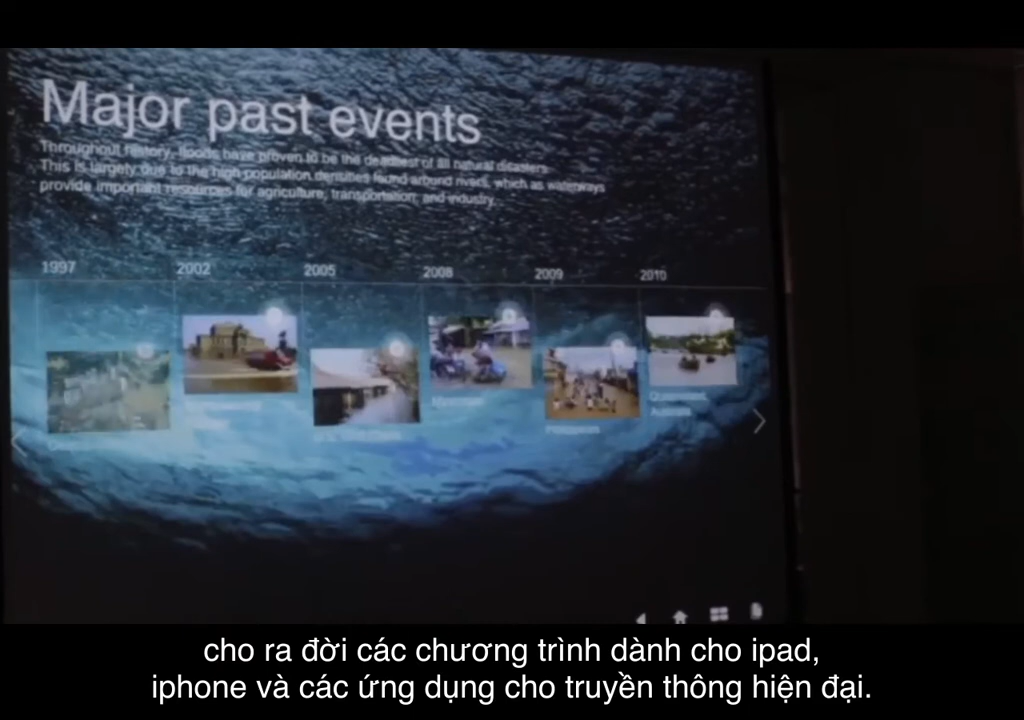 Major past events
Throughout history, floods have proven to be the deadliest of all natural disasters.
This is largely due to the high population densities found around rivers, which as waterways
provide important resources for agriculture, transportation, and industry.
1997
2002
2005
2008
2009
2010
Queensland,
Australia
cho ra đời các chương trình dành cho ipad,
iphone và các ứng dụng cho truyền thông hiện đại.